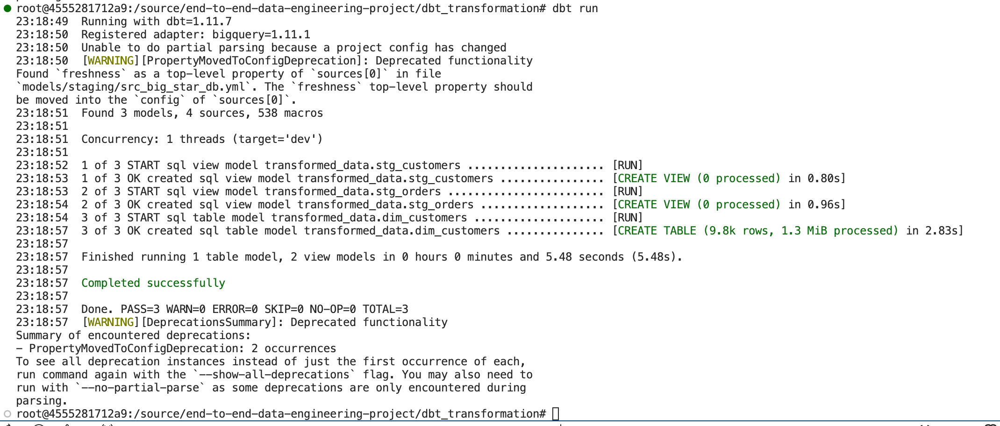 root@4555281712a9:/source/end-to-end-data-engineering-project/dbt_transformation# dbt run
23:18:49  Running with dbt=1.11.7
23:18:50  Registered adapter: bigquery=1.11.1
23:18:50  Unable to do partial parsing because a project config has changed
23:18:50  [WARNING][PropertyMovedToConfigDeprecation]: Deprecated functionality
Found `freshness` as a top-level property of `sources[0]` in file
`models/staging/src_big_star_db.yml`. The `freshness` top-level property should
be moved into the `config` of `sources[0]`.
23:18:51  Found 3 models, 4 sources, 538 macros
23:18:51
23:18:51  Concurrency: 1 threads (target='dev')
23:18:51
23:18:52  1 of 3 START sql view model transformed_data.stg_customers ..................... [RUN]
23:18:53  1 of 3 OK created sql view model transformed_data.stg_customers ................ [CREATE VIEW (0 processed) in 0.80s]
23:18:53  2 of 3 START sql view model transformed_data.stg_orders ........................ [RUN]
23:18:54  2 of 3 OK created sql view model transformed_data.stg_orders ................... [CREATE VIEW (0 processed) in 0.96s]
23:18:54  3 of 3 START sql table model transformed_data.dim_customers .................... [RUN]
23:18:57  3 of 3 OK created sql table model transformed_data.dim_customers ............... [CREATE TABLE (9.8k rows, 1.3 MiB processed) in 2.83s]
23:18:57
23:18:57  Finished running 1 table model, 2 view models in 0 hours 0 minutes and 5.48 seconds (5.48s).
23:18:57
23:18:57  Completed successfully
23:18:57
23:18:57  Done. PASS=3 WARN=0 ERROR=0 SKIP=0 NO-OP=0 TOTAL=3
23:18:57  [WARNING][DeprecationsSummary]: Deprecated functionality
Summary of encountered deprecations:
- PropertyMovedToConfigDeprecation: 2 occurrences
To see all deprecation instances instead of just the first occurrence of each,
run command again with the `--show-all-deprecations` flag. You may also need to
run with `--no-partial-parse` as some deprecations are only encountered during
parsing.
root@4555281712a9:/source/end-to-end-data-engineering-project/dbt_transformation#